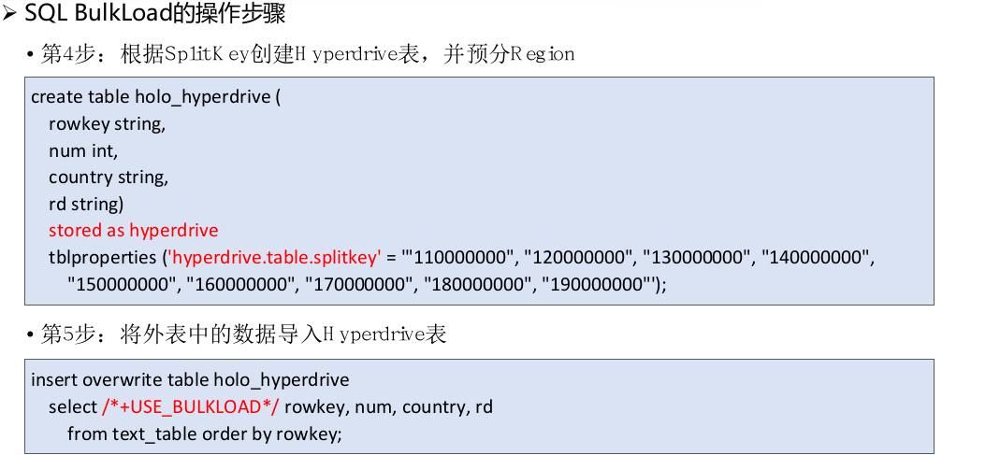 ➢ SQL BulkLoad的操作步骤
• 第4步：根据SplitKey创建Hyperdrive表，并预分Region
create table holo_hyperdrive (
rowkey string,
num int,
country string,
rd string)
stored as hyperdrive
tblproperties ('hyperdrive.table.splitkey' = '"110000000", "120000000", "130000000", "140000000",
"150000000", "160000000", "170000000", "180000000", "190000000"');
• 第5步：将外表中的数据导入Hyperdrive表
insert overwrite table holo_hyperdrive
select /*+USE_BULKLOAD*/ rowkey, num, country, rd
from text_table order by rowkey;